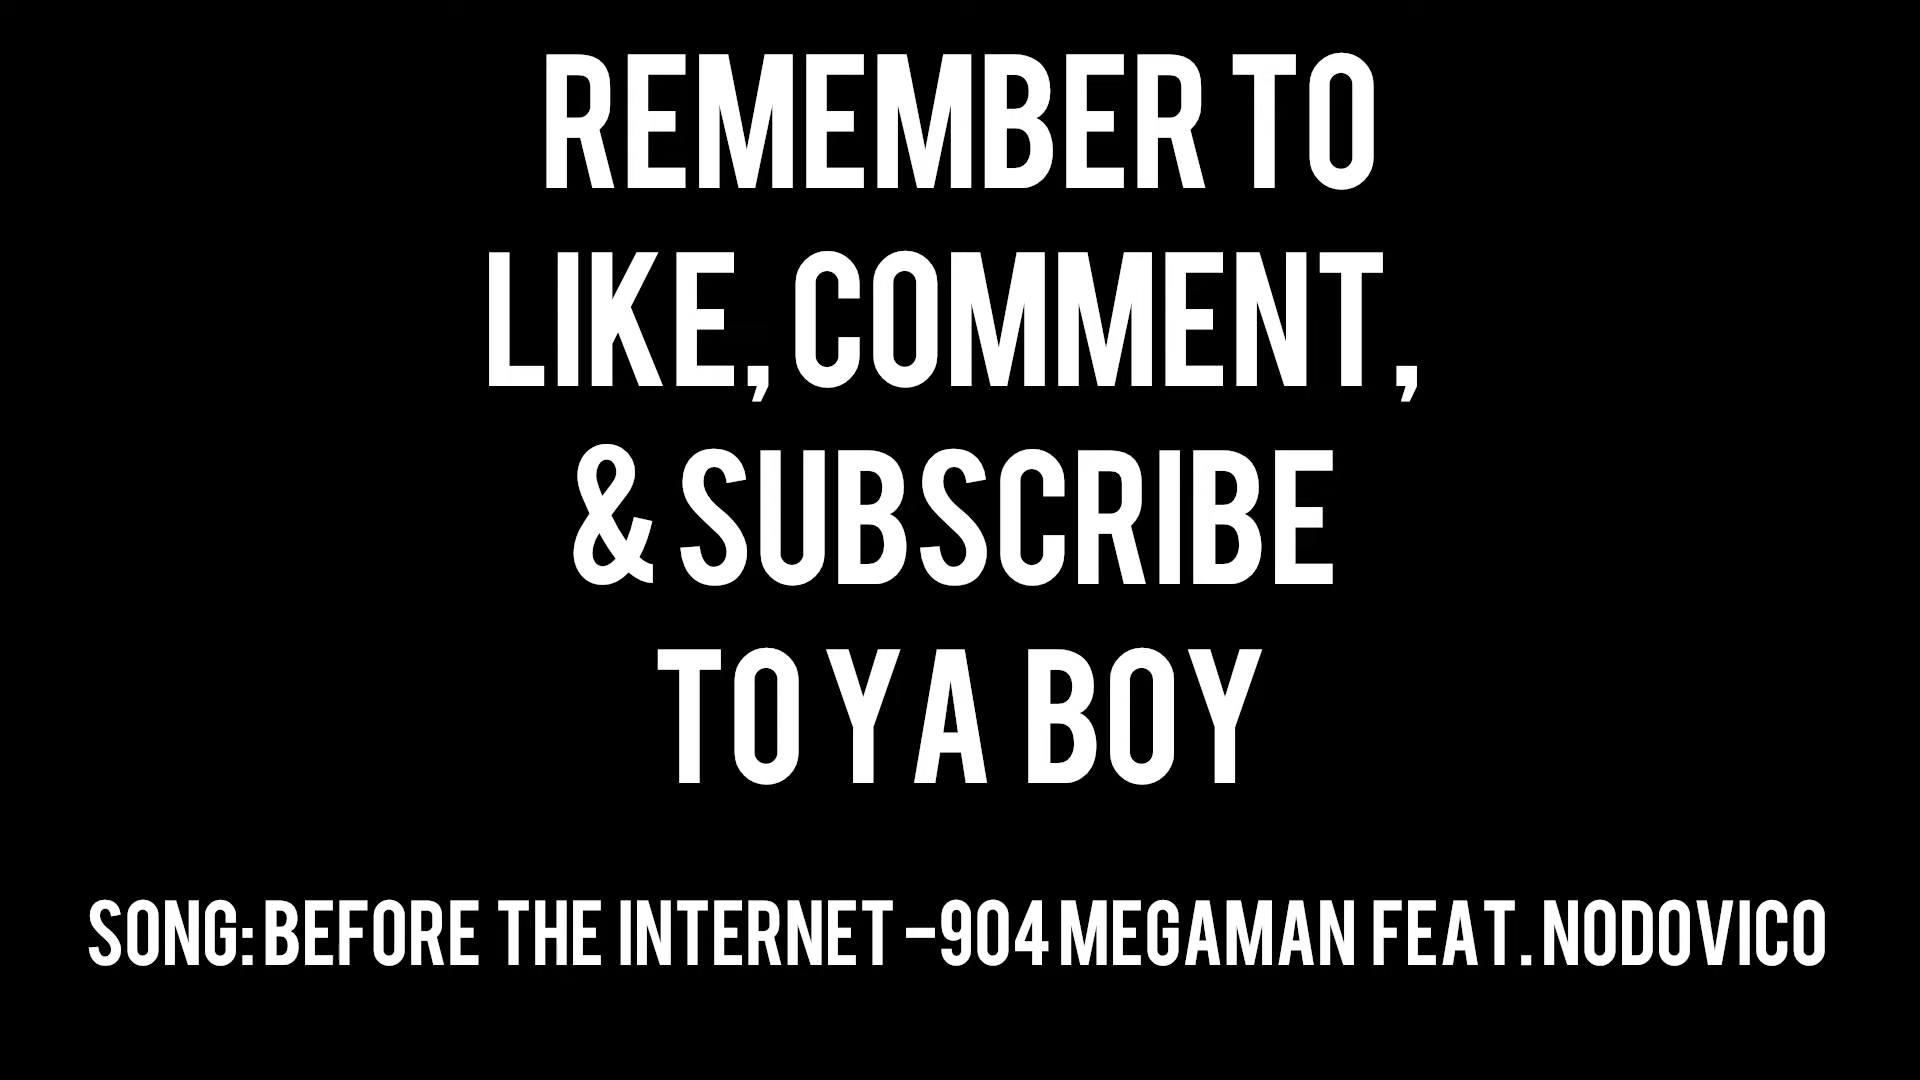 REMEMBER TO
LIKE, COMMENT,
& SUBSCRIBE
TO YA BOY
SONG: BEFORE THE INTERNET -904 MEGAMAN FEAT. NODOVICO